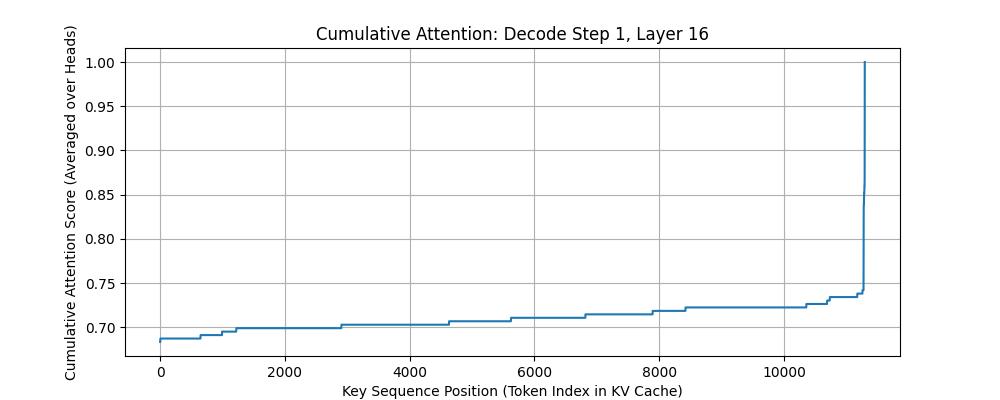 Cumulative Attention: Decode Step 1, Layer 16
Cumulative Attention Score (Averaged over Heads)
1.00
0.95
0.90
0.85
0.80
0.75
0.70
0 2000 4000 6000 8000 10000
Key Sequence Position (Token Index in KV Cache)